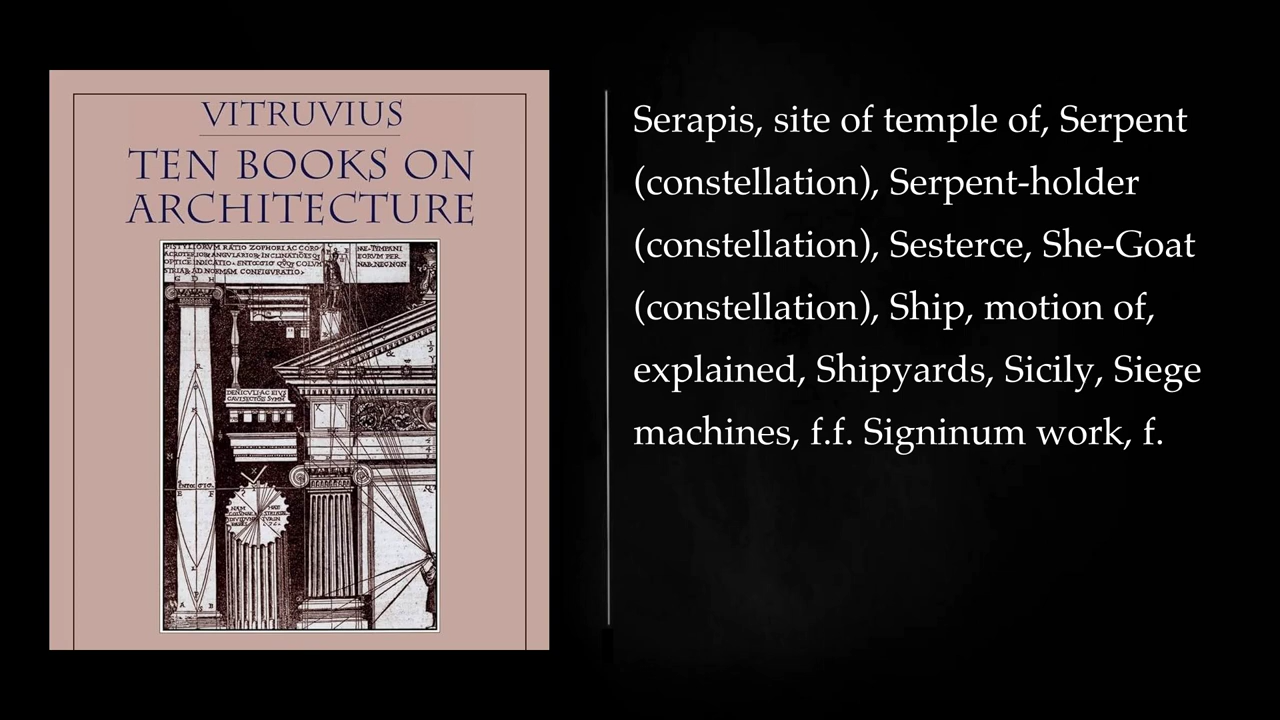 VITRUVIUS
TEN BOOKS ON
ARCHITECTURE
Serapis, site of temple of, Serpent
(constellation), Serpent-holder
(constellation), Sesterce, She-Goat
(constellation), Ship, motion of,
explained, Shipyards, Sicily, Siege
machines, f.f. Signinum work, f.